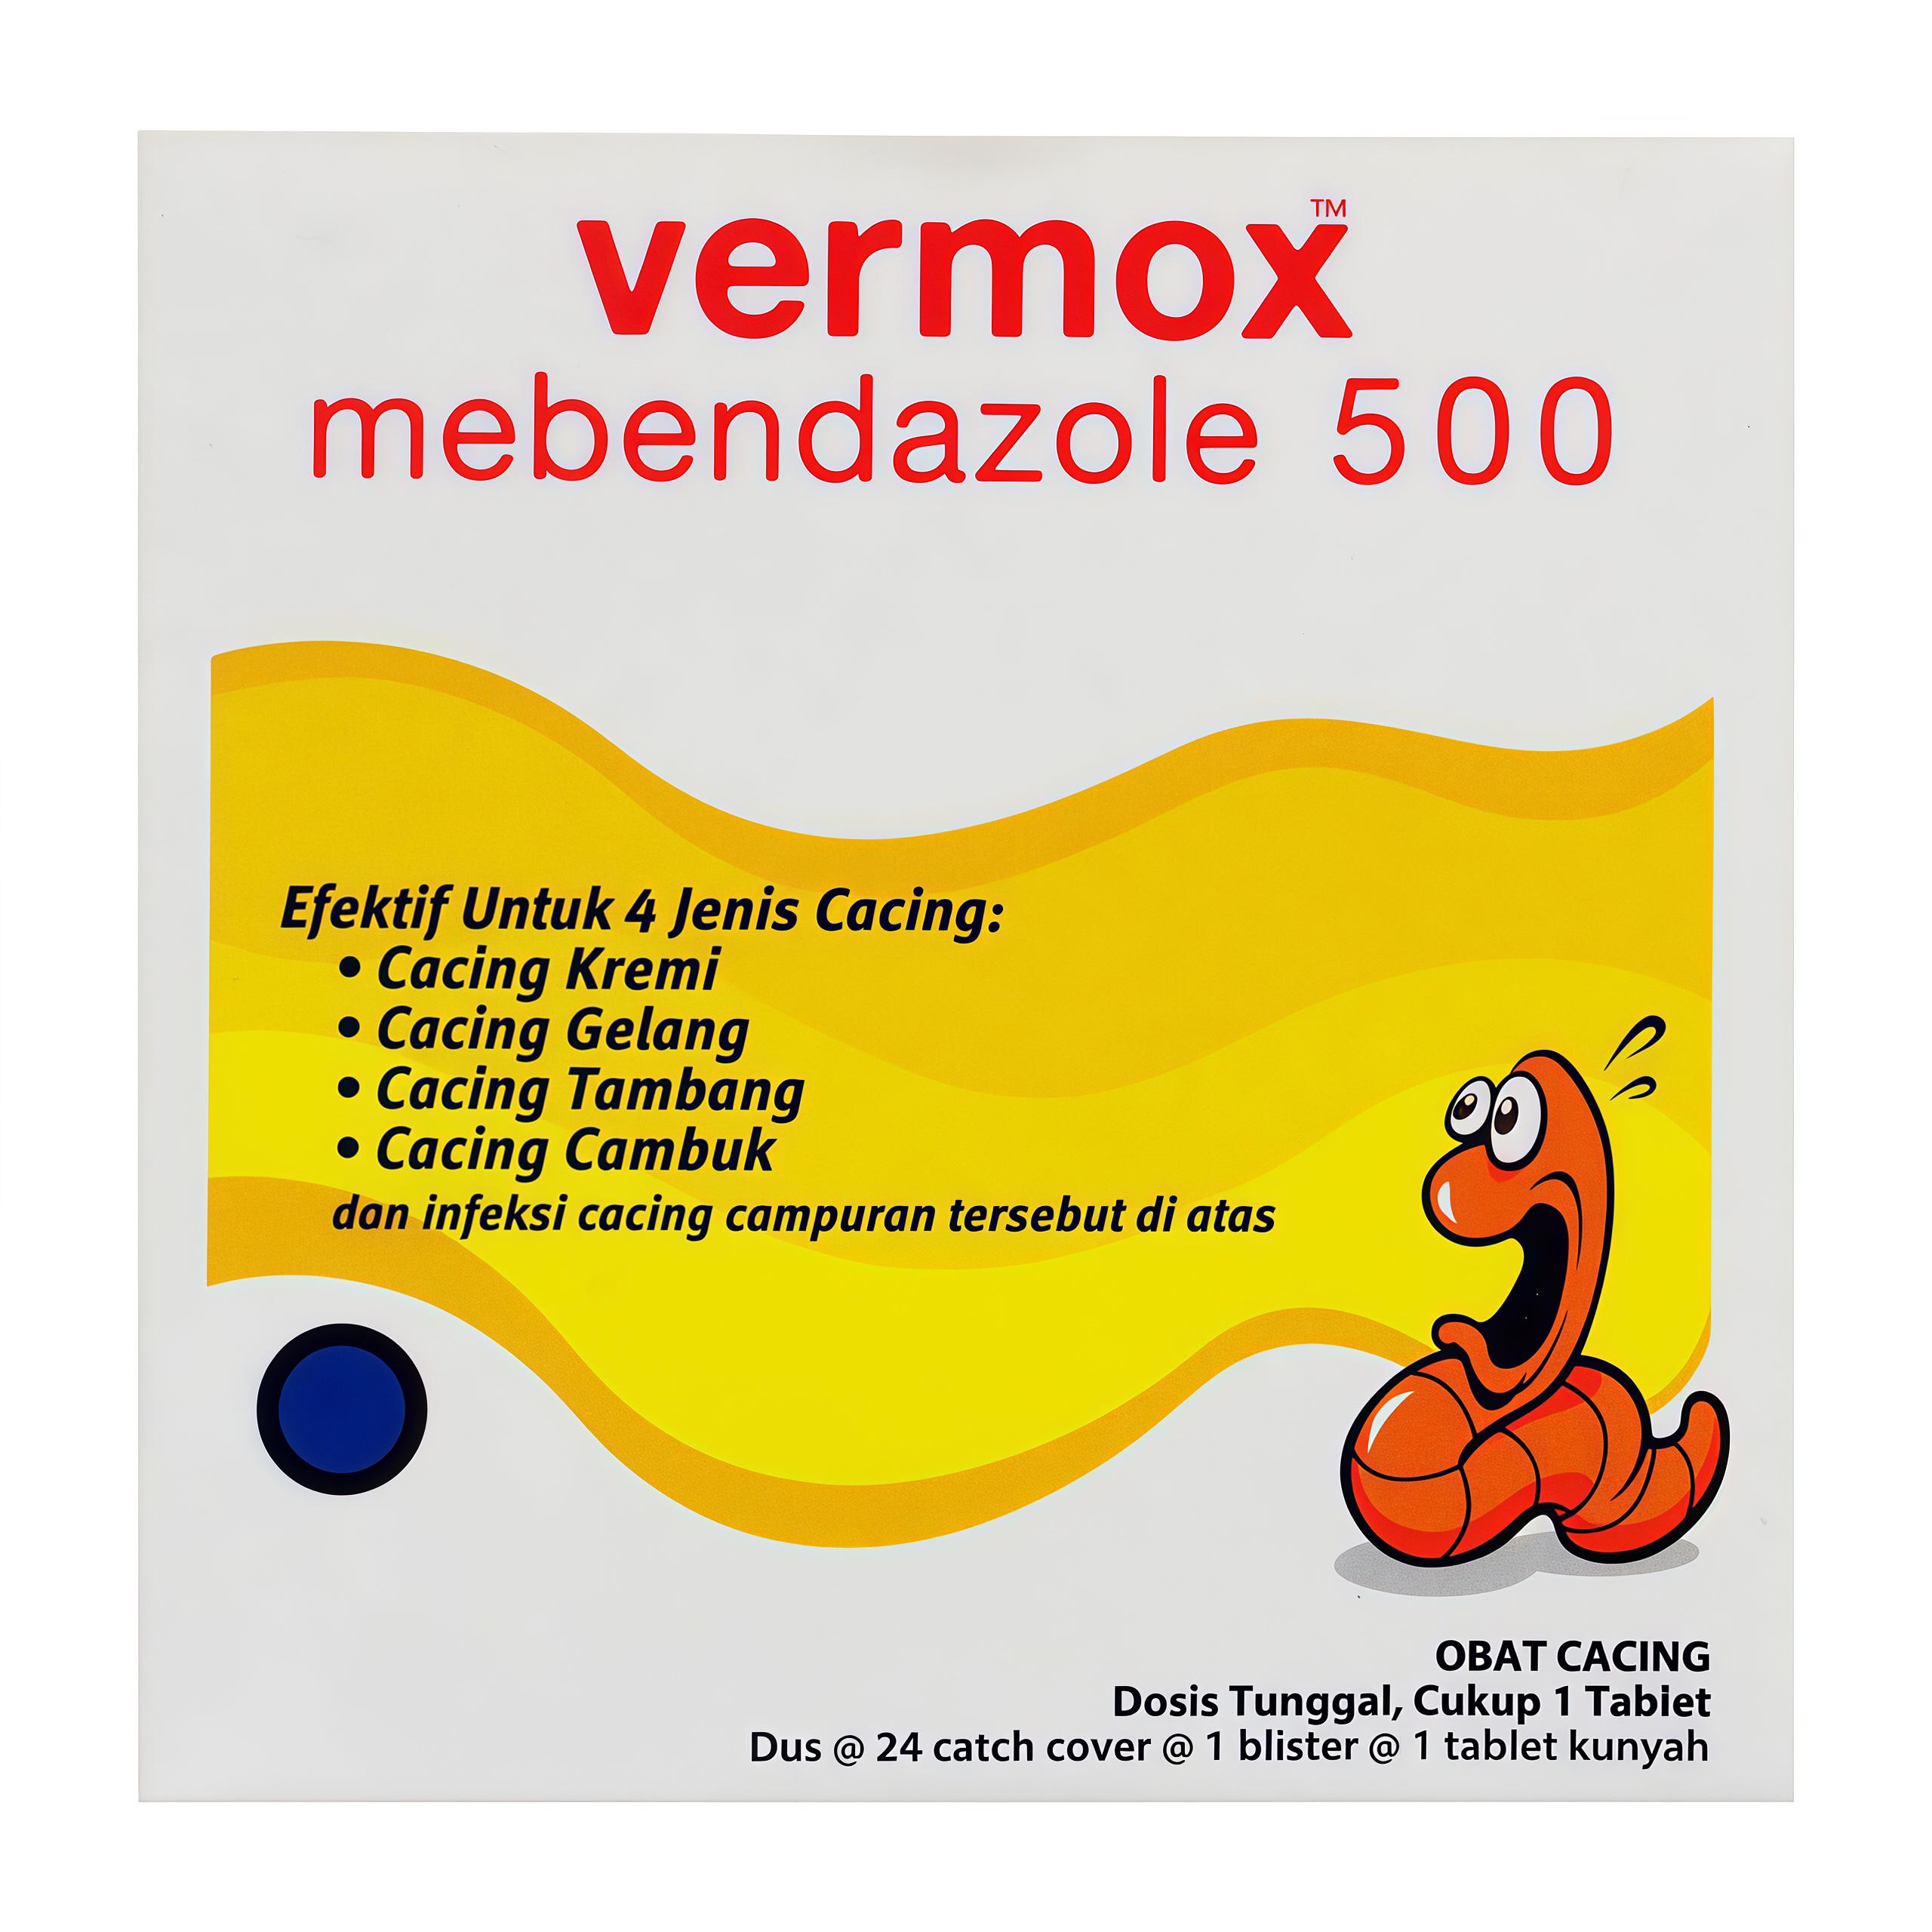 vermox™
mebendazole 500
Efektif Untuk 4 Jenis Cacing:
• Cacing Kremi
• Cacing Gelang
• Cacing Tambang
• Cacing Cambuk
dan infeksi cacing campuran tersebut di atas
OBAT CACING
Dosis Tunggal, Cukup 1 Tabiet
Dus @ 24 catch cover @ 1 blister @ 1 tablet kunyah